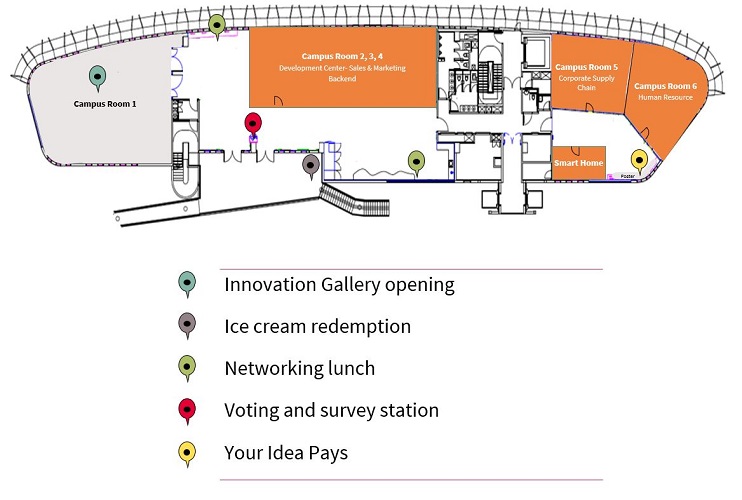 Campus Room 1
Campus Room 2, 3, 4
Development Center- Sales & Marketing
Backend
Campus Room 5
Corporate Supply
Chain
Campus Room 6
Human Resource
Smart Home
Poster
Innovation Gallery opening
Ice cream redemption
Networking lunch
Voting and survey station
Your Idea Pays